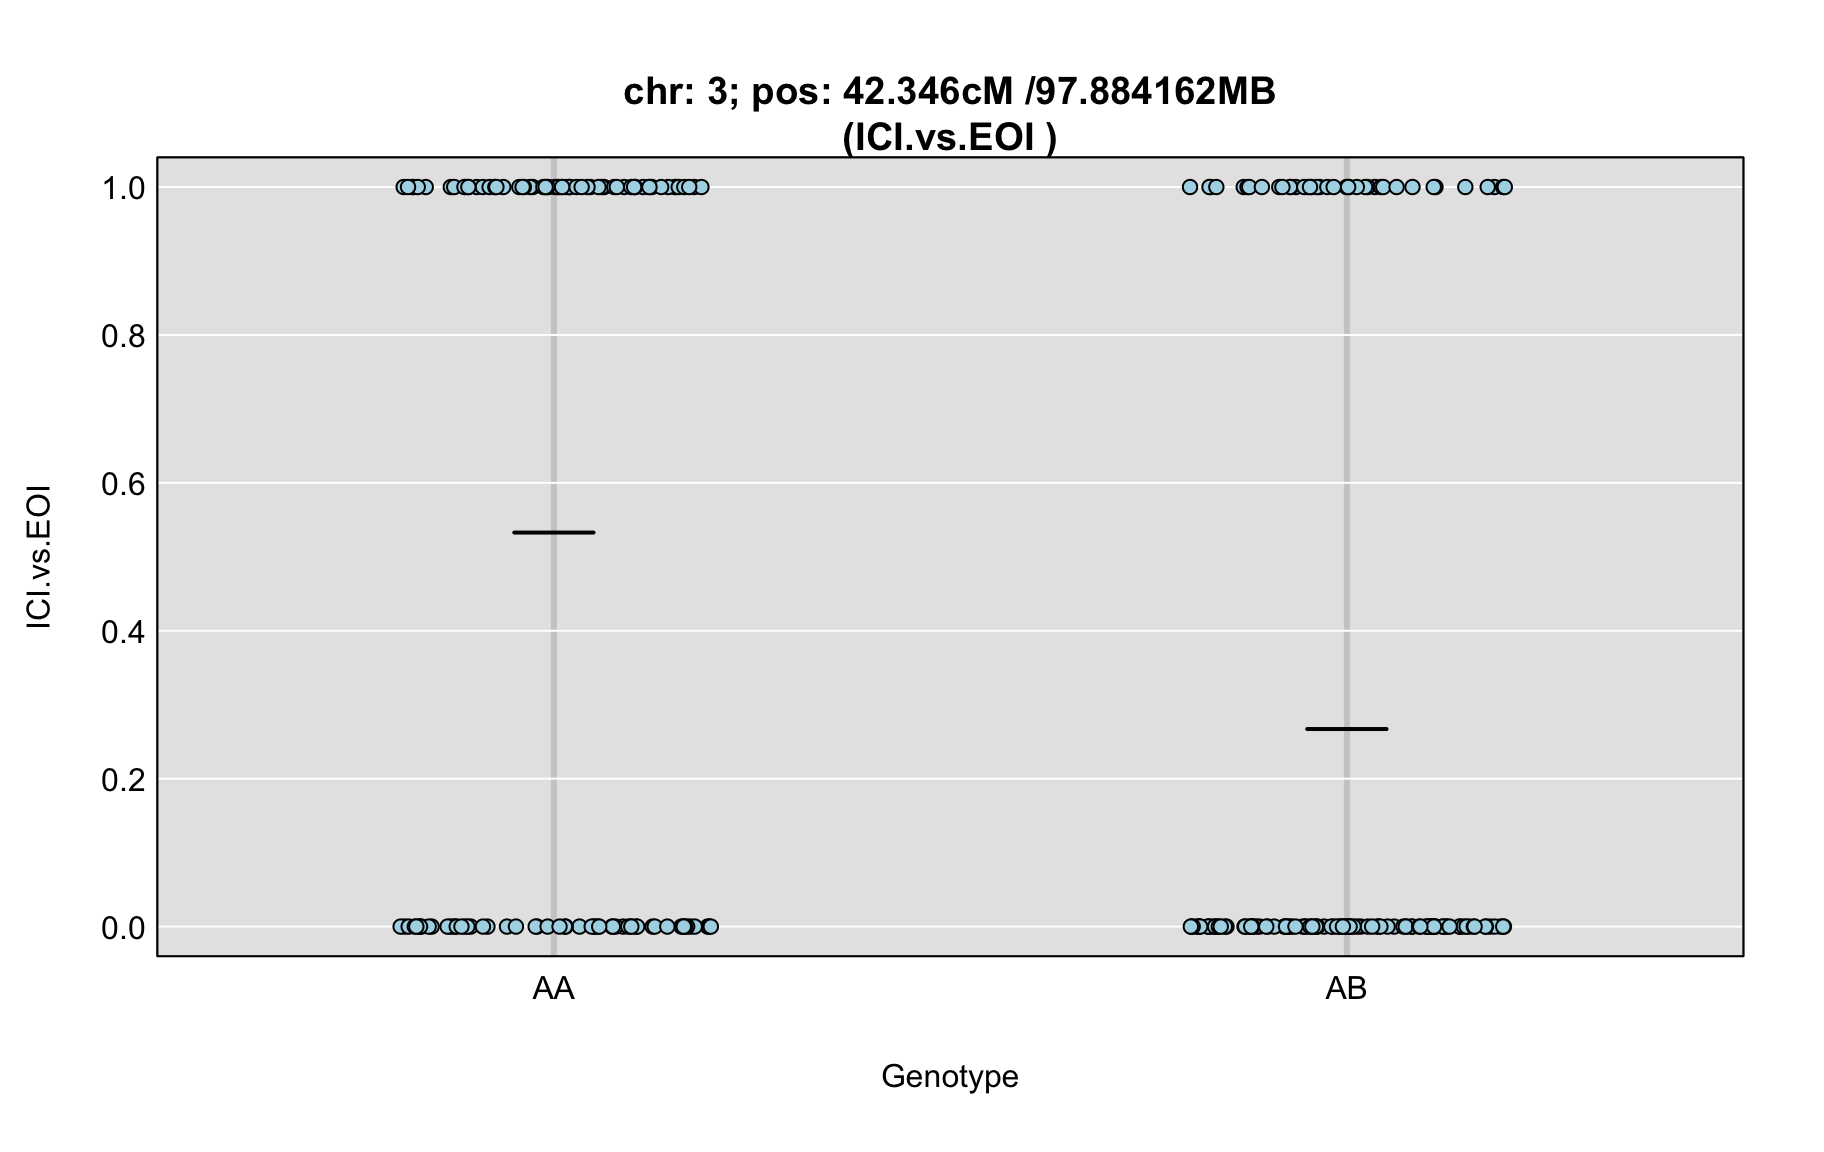 chr: 3; pos: 42.346cM /97.884162MB
(ICI.vs.EOI )
ICI.vs.EOI
1.0
0.8
0.6
0.4
0.2
0.0
AA
AB
Genotype